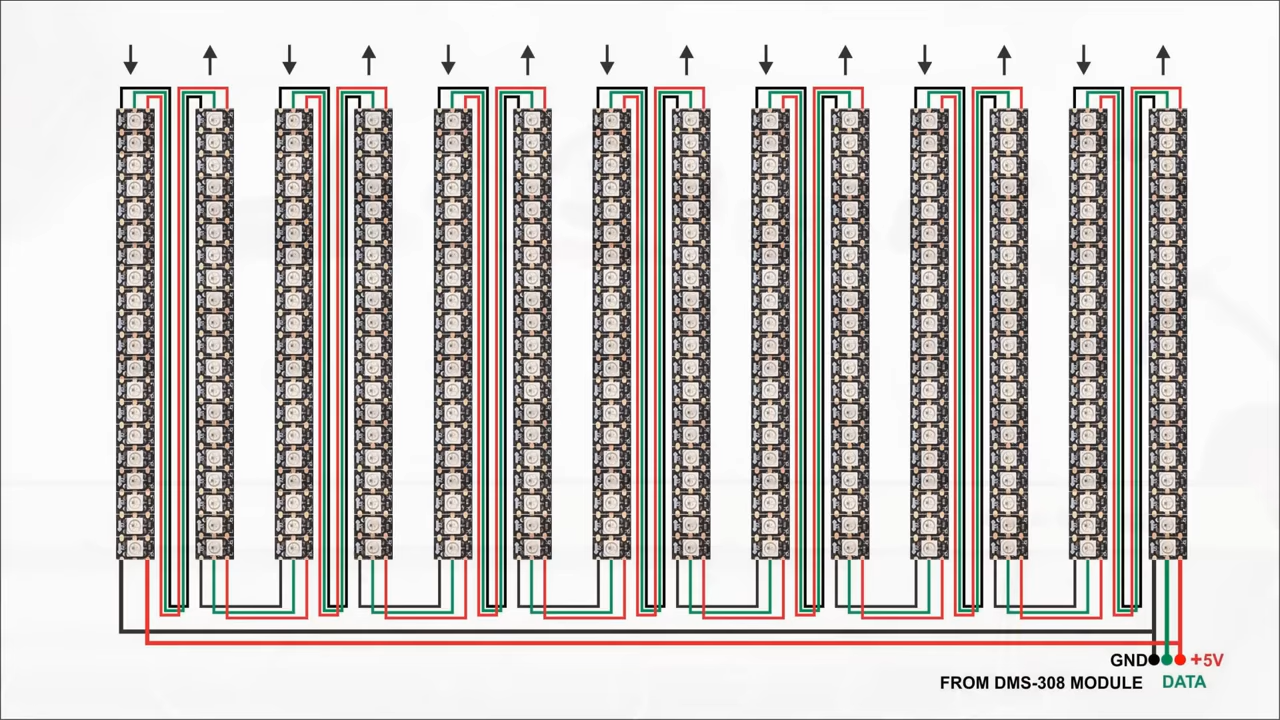 GND
+5V
FROM DMS-308 MODULE
DATA